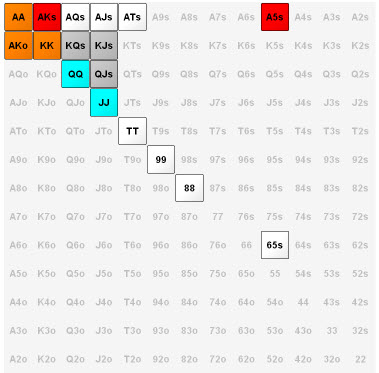 AA AKs AQs AJs ATs A9s A8s A7s A6s A5s A4s A3s A2s
AKo KK KQs KJs KTs K9s K8s K7s K6s K5s K4s K3s K2s
AQo KQo QQ QJs QTs Q9s Q8s Q7s Q6s Q5s Q4s Q3s Q2s
AJo KJo QJo JJ JTs J9s J8s J7s J6s J5s J4s J3s J2s
ATo KTo QTo JTo TT T9s T8s T7s T6s T5s T4s T3s T2s
A9o K9o Q9o J9o T9o 99 98s 97s 96s 95s 94s 93s 92s
A8o K8o Q8o J8o T8o 98o 88 87s 86s 85s 84s 83s 82s
A7o K7o Q7o J7o T7o 97o 87o 77 76s 75s 74s 73s 72s
A6o K6o Q6o J6o T6o 96o 86o 76o 66 65s 64s 63s 62s
A5o K5o Q5o J5o T5o 95o 85o 75o 65o 55 54s 53s 52s
A4o K4o Q4o J4o T4o 94o 84o 74o 64o 54o 44 43s 42s
A3o K3o Q3o J3o T3o 93o 83o 73o 63o 53o 43o 33 32s
A2o K2o Q2o J2o T2o 92o 82o 72o 62o 52o 42o 32o 22